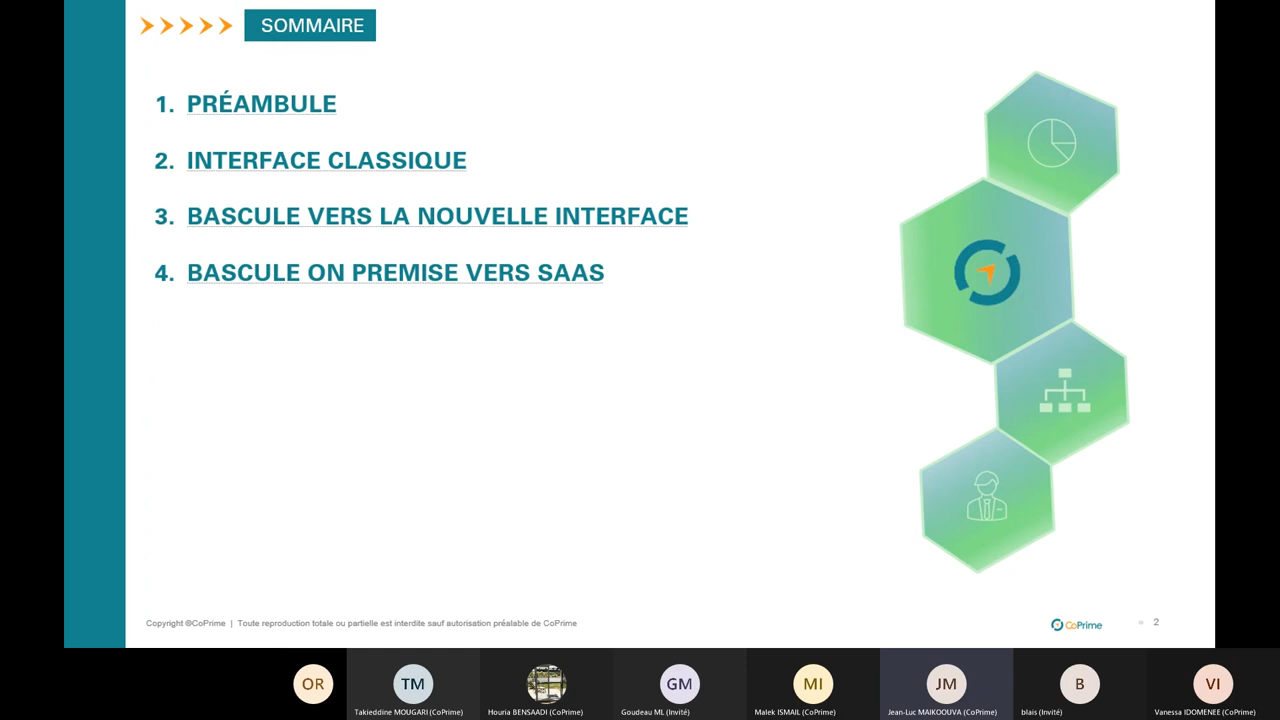 SOMMAIRE
1. PRÉAMBULE
2. INTERFACE CLASSIQUE
3. BASCULE VERS LA NOUVELLE INTERFACE
4. BASCULE ON PREMISE VERS SAAS
Copyright ©CoPrime | Toute reproduction totale ou partielle est interdite sauf autorisation préalable de CoPrime
CoPrime
2
OR
TM
GM
MI
JM
B
VI
Takieddine MOUGARI (CoPrime)
Houria BENSAADI (CoPrime)
Goudeau ML (Invité)
Malek ISMAIL (CoPrime)
Jean-Luc MAIKOOUVA (CoPrime)
blais (Invité)
Vanessa IDOMENEE (CoPrime)